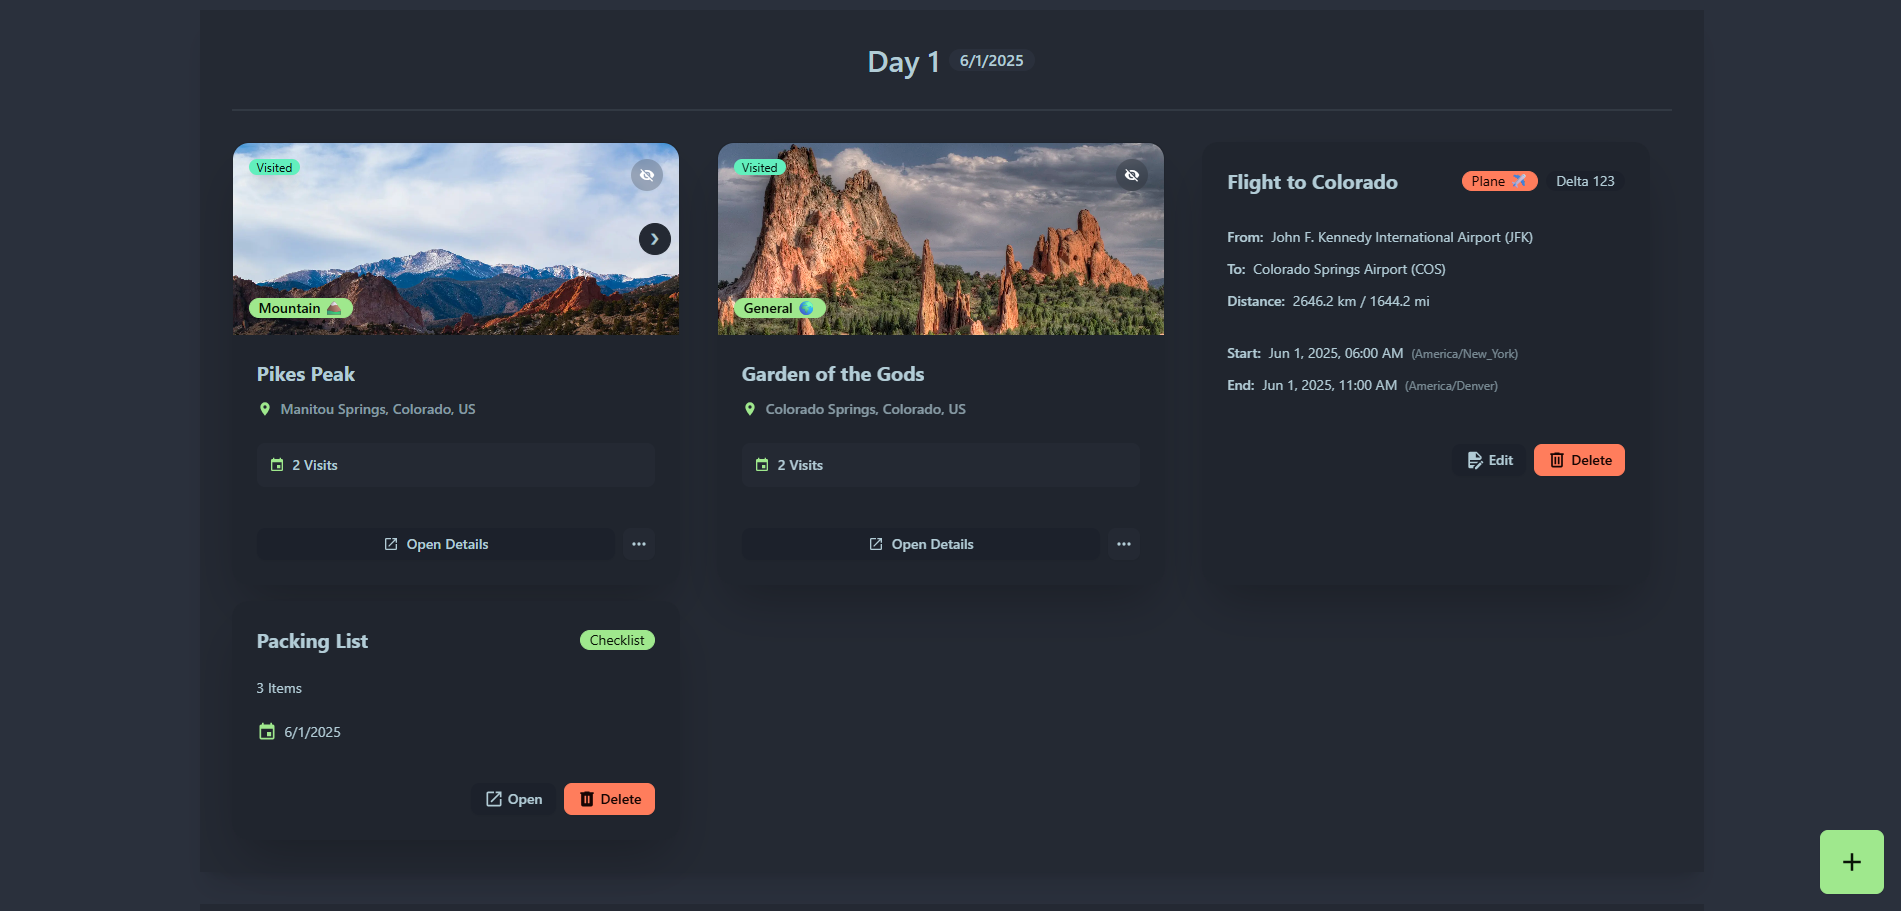 Day 1 6/1/2025
Visited
Mountain
Pikes Peak
Manitou Springs, Colorado, US
2 Visits
Open Details
Visited
General
Garden of the Gods
Colorado Springs, Colorado, US
2 Visits
Open Details
Flight to Colorado Plane Delta 123
From: John F. Kennedy International Airport (JFK)
To: Colorado Springs Airport (COS)
Distance: 2646.2 km / 1644.2 mi
Start: Jun 1, 2025, 06:00 AM (America/New_York)
End: Jun 1, 2025, 11:00 AM (America/Denver)
Edit Delete
Packing List Checklist
3 Items
6/1/2025
Open Delete